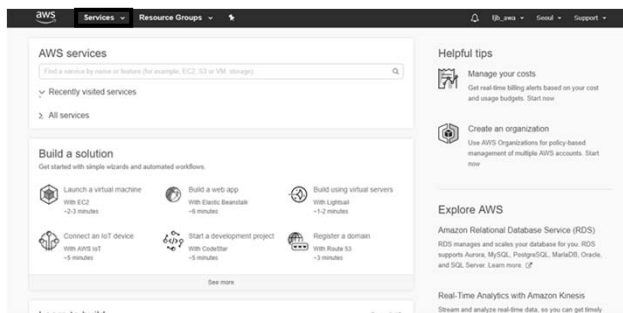 aws
Services
Resource Groups
ljb_awa
Seoul
Support
AWS services
Find a service by name or feature (for example, EC2, S3 or VM, storage)
Recently visited services
All services
Build a solution
Get started with simple wizards and automated workflows.
Launch a virtual machine
With EC2
~2-3 minutes
Build a web app
With Elastic Beanstalk
~6 minutes
Build using virtual servers
With Lightsail
~1-2 minutes
Connect an IoT device
With AWS IoT
~5 minutes
Start a development project
With CodeStar
~5 minutes
Register a domain
With Route 53
~3 minutes
See more
Helpful tips
Manage your costs
Get real-time billing alerts based on your cost
and usage budgets. Start now
Create an organization
Use AWS Organizations for policy-based
management of multiple AWS accounts. Start
now
Explore AWS
Amazon Relational Database Service (RDS)
RDS manages and scales your database for you. RDS
supports Aurora, MySQL, PostgreSQL, MariaDB, Oracle,
and SQL Server. Learn more.
Real-Time Analytics with Amazon Kinesis
Stream and analyze real-time data, so you can get timely